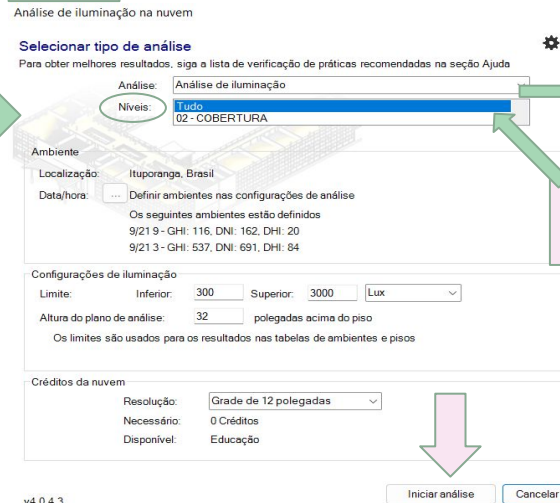 Análise de iluminação na nuvem
Selecionar tipo de análise
Para obter melhores resultados, siga a lista de verificação de práticas recomendadas na seção Ajuda
Análise: Análise de iluminação
Níveis: Tudo
02 - COBERTURA
Ambiente
Localização: Ituporanga, Brasil
Data/hora: ... Definir ambientes nas configurações de análise
Os seguintes ambientes estão definidos
9/21 9 - GHI: 116, DNI: 162, DHI: 20
9/21 3 - GHI: 537, DNI: 691, DHI: 84
Configurações de iluminação
Limite: Inferior: 300 Superior: 3000 Lux
Altura do plano de análise: 32 polegadas acima do piso
Os limites são usados para os resultados nas tabelas de ambientes e pisos
Créditos da nuvem
Resolução: Grade de 12 polegadas
Necessário: 0 Créditos
Disponível: Educação
Iniciar análise Cancelar
v4.0.4.3